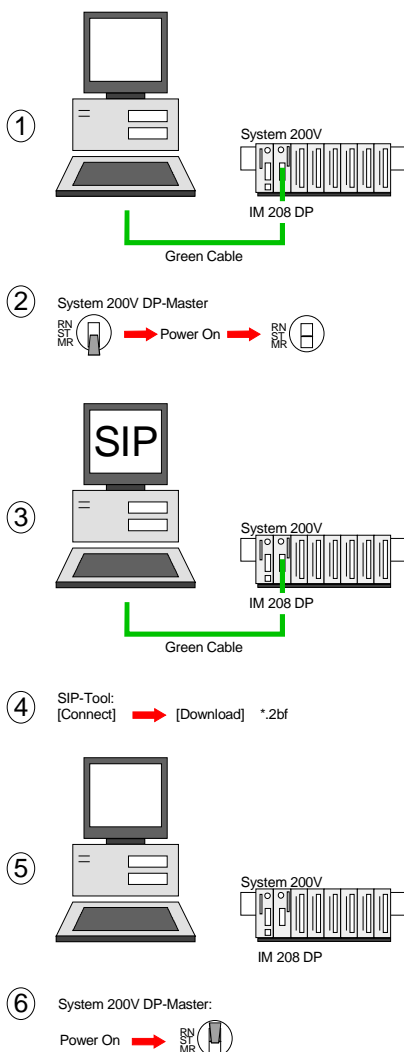 1
System 200V
IM 208 DP
Green Cable
2
System 200V DP-Master
RN
ST
MR
Power On
RN
ST
MR
SIP
3
System 200V
IM 208 DP
Green Cable
4
SIP-Tool:
[Connect] [Download] *.2bf
5
System 200V
IM 208 DP
6
System 200V DP-Master:
Power On
RN
ST
MR